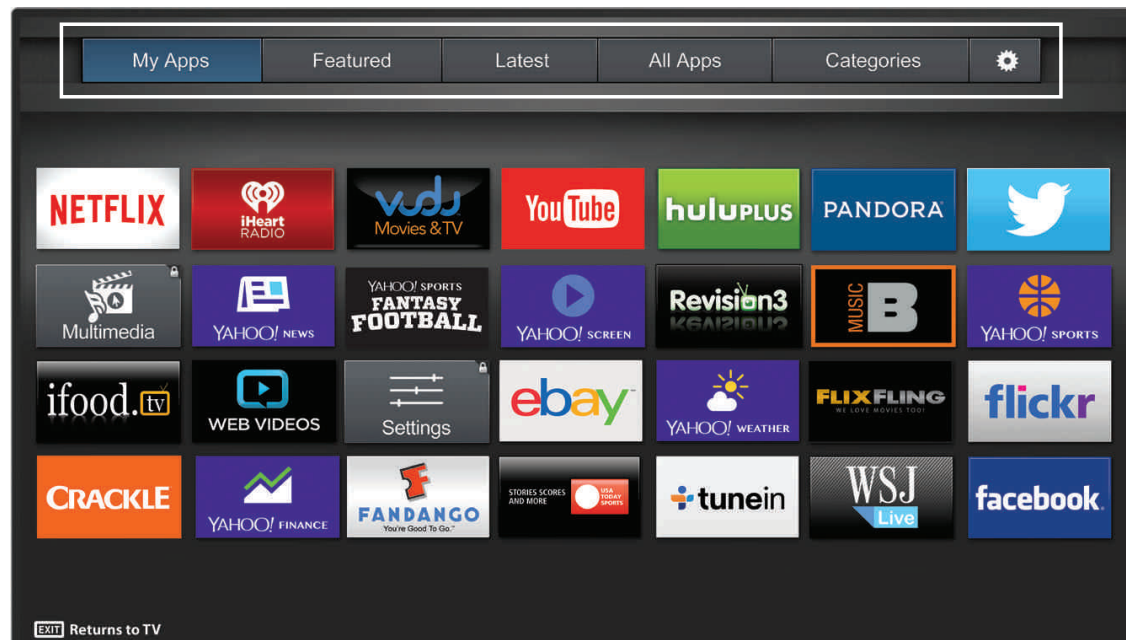 My Apps Featured Latest All Apps Categories
NETFLIX
iHeart
RADIO
vudu
Movies & TV
YouTube
huluPLUS
PANDORA
Multimedia
YAHOO! NEWS
YAHOO! SPORTS
FANTASY
FOOTBALL
YAHOO! SCREEN
Revision3
MUSIC B
YAHOO! SPORTS
ifood.tv
WEB VIDEOS
Settings
ebay
YAHOO! WEATHER
FLIXFLING
WE LOVE MOVIES TOO!
flickr
CRACKLE
YAHOO! FINANCE
F
FANDANGO
You're Good To Go.™
STORIES SCORES
AND MORE
USA
TODAY
SPORTS
tunein
WSJ
Live
facebook
EXIT Returns to TV